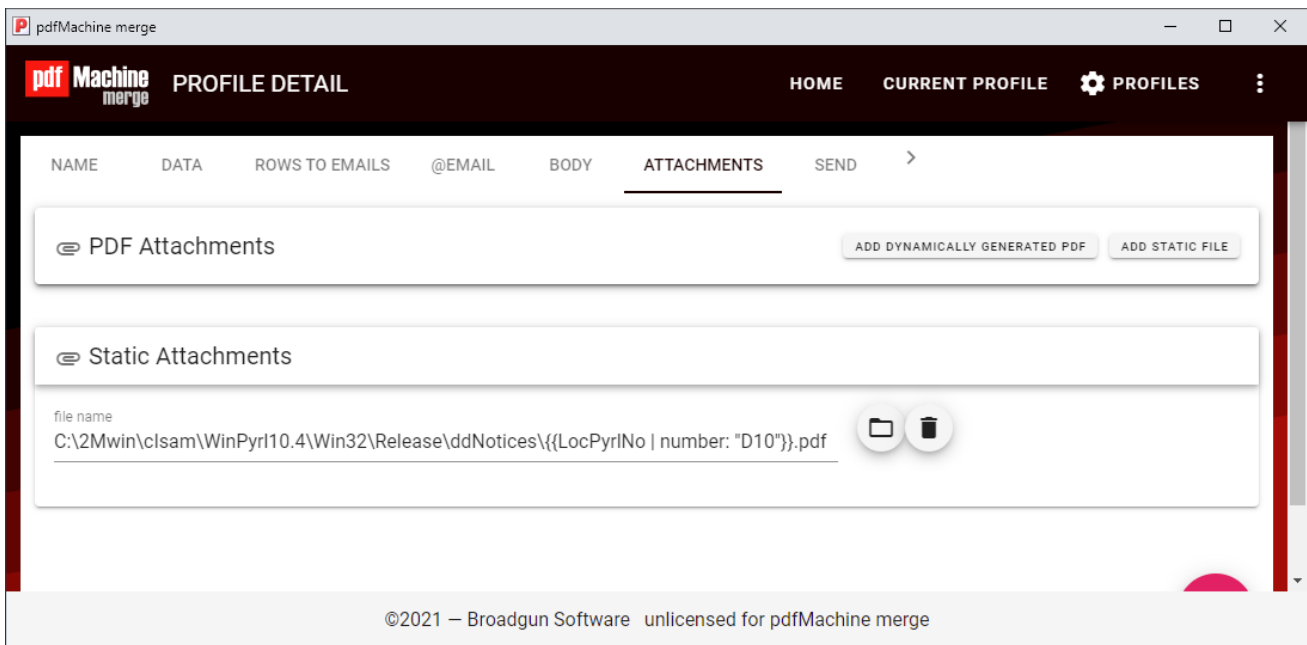 pdfMachine merge
pdf Machine merge PROFILE DETAIL HOME CURRENT PROFILE PROFILES
NAME DATA ROWS TO EMAILS @EMAIL BODY ATTACHMENTS SEND
PDF Attachments ADD DYNAMICALLY GENERATED PDF ADD STATIC FILE
Static Attachments
file name
C:\2Mwin\clsam\WinPyrl10.4\Win32\Release\ddNotices\{{LocPyrlNo | number: "D10"}}.pdf
©2021 — Broadgun Software unlicensed for pdfMachine merge